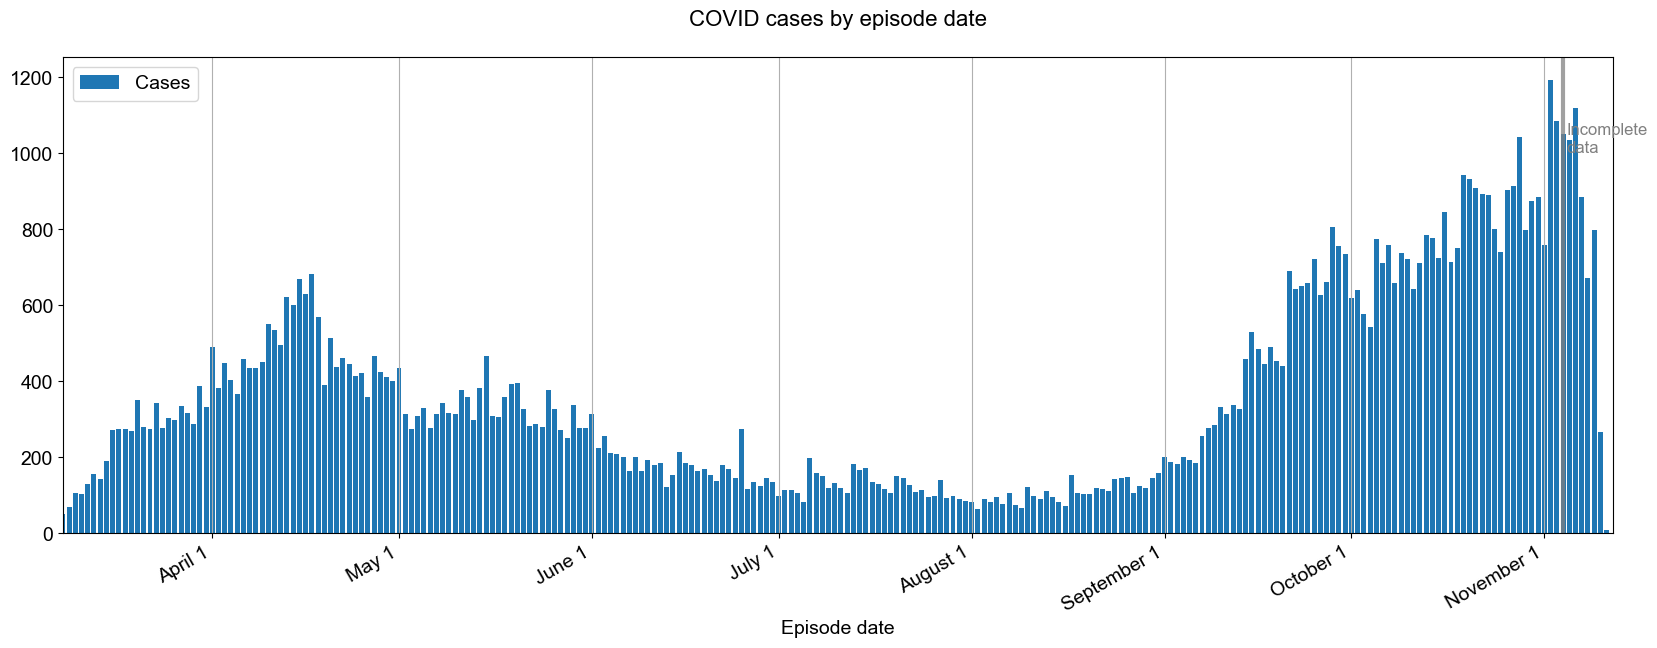 COVID cases by episode date
Cases
1200
1000
800
600
400
200
0
Incomplete
data
April 1
May 1
June 1
July 1
August 1
September 1
October 1
November 1
Episode date